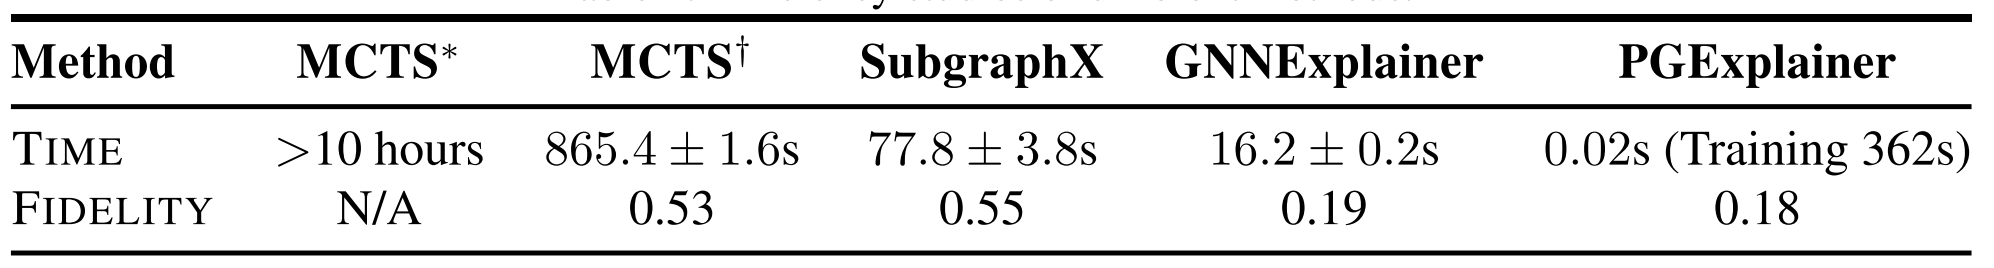 Method MCTS* MCTS† SubgraphX GNNExplainer PGExplainer
TIME >10 hours 865.4 ± 1.6s 77.8 ± 3.8s 16.2 ± 0.2s 0.02s (Training 362s)
FIDELITY N/A 0.53 0.55 0.19 0.18